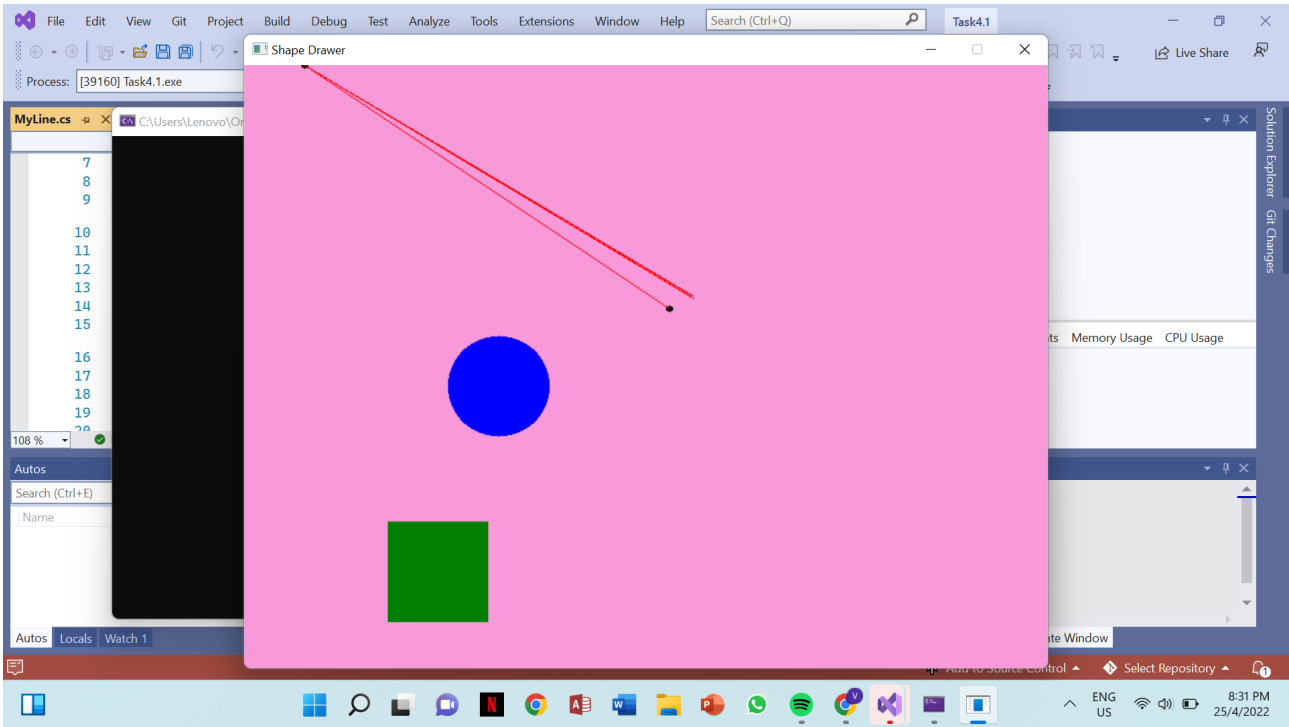 File Edit View Git Project Build Debug Test Analyze Tools Extensions Window Help Search (Ctrl+Q) Task4.1
Shape Drawer
Live Share
Process: [39160] Task4.1.exe
MyLine.cs
C:\Users\Lenovo\Or
7
8
9
10
11
12
13
14
15
16
17
18
19
20
108 %
Solution Explorer
Git Changes
Memory Usage CPU Usage
Autos
Search (Ctrl+E)
Name
Autos Locals Watch 1
Window
Add to Source Control Select Repository
1
ENG
US
8:31 PM
25/4/2022